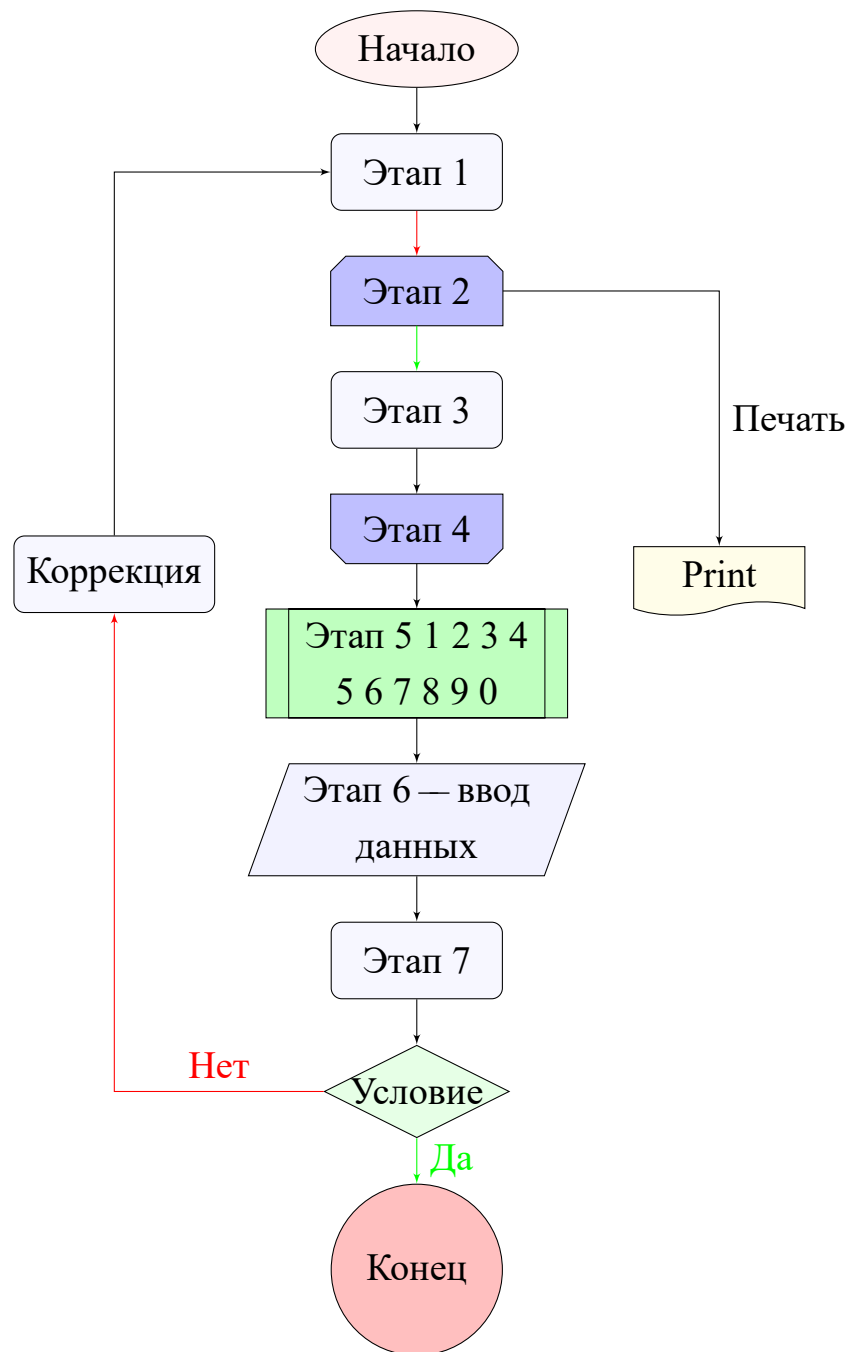 Начало
Этап 1
Этап 2
Этап 3
Печать
Этап 4
Коррекция
Print
Этап 5 1 2 3 4
5 6 7 8 9 0
Этап 6 — ввод
данных
Этап 7
Нет
Условие
Да
Конец